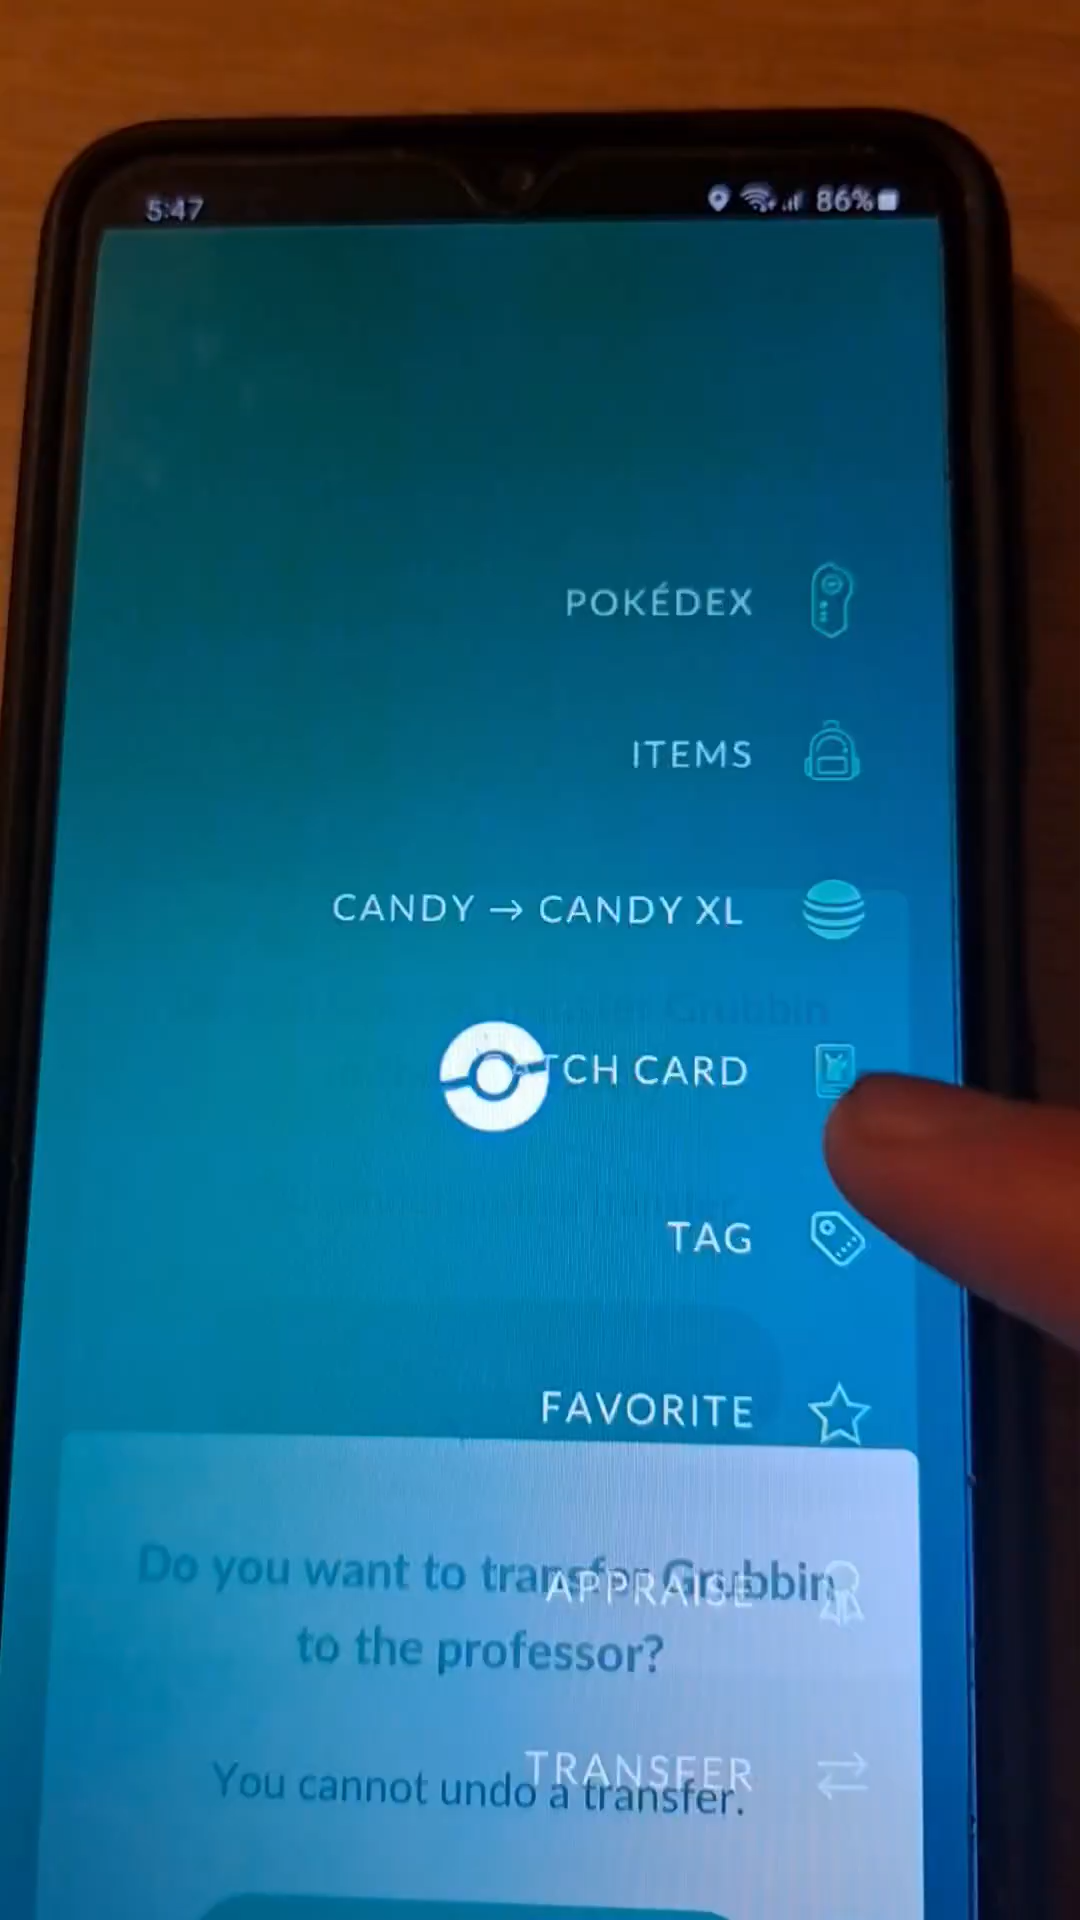 5:47
86%
POKÉDEX
ITEMS
CANDY → CANDY XL
TCH CARD
TAG
FAVORITE
Do you want to transfer Grubbin
APPRAISE
to the professor?
TRANSFER
You cannot undo a transfer.